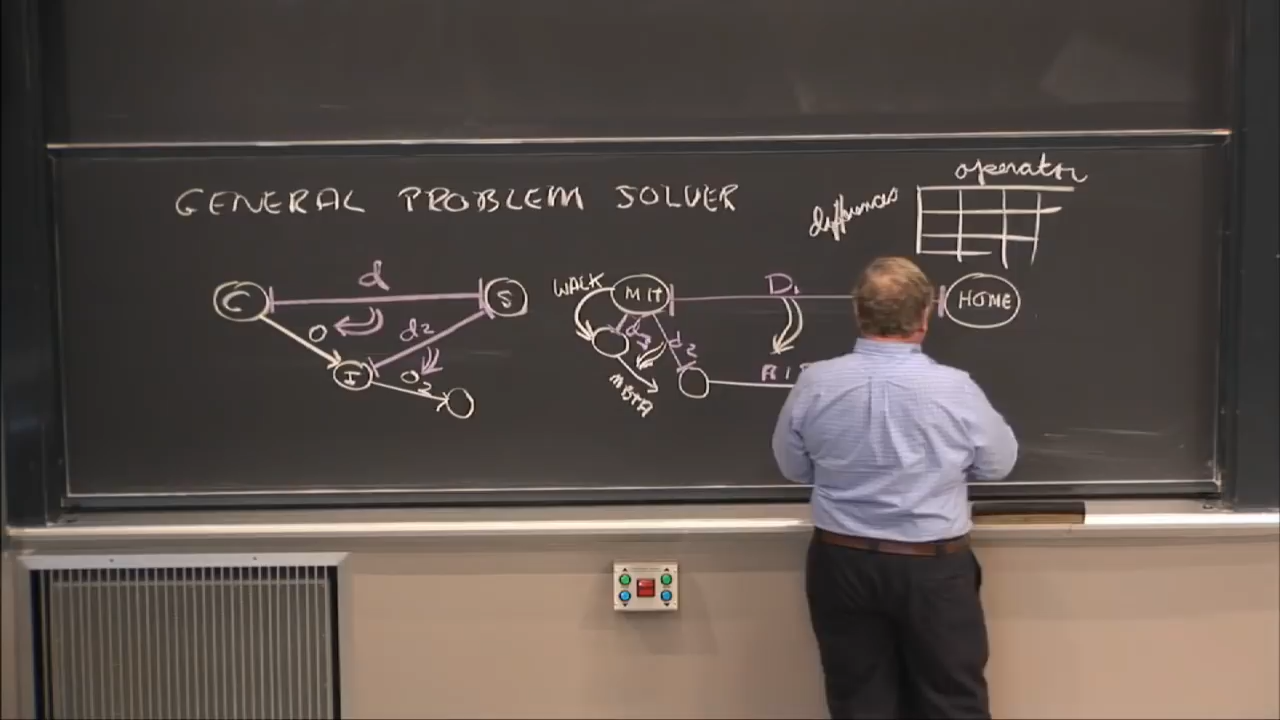 GENERAL PROBLEM SOLVER
operator
differences
C
d
S
O
d2
I
O2
WALK
MIT
D1
HOME
d2
MBTA